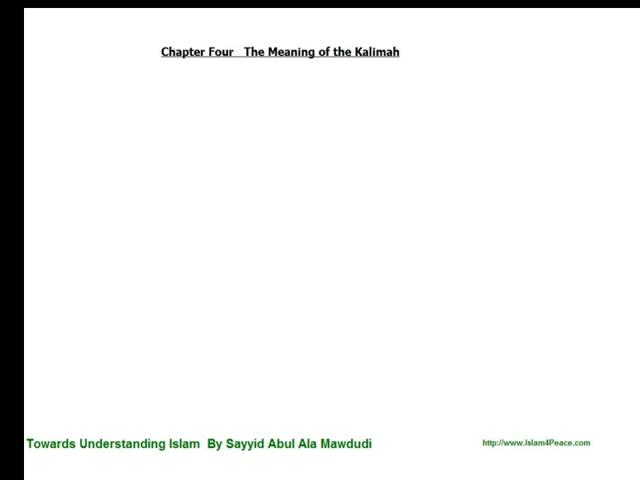 Chapter Four   The Meaning of the Kalimah
Towards Understanding Islam  By Sayyid Abul Ala Mawdudi
http://www.Islam4Peace.com